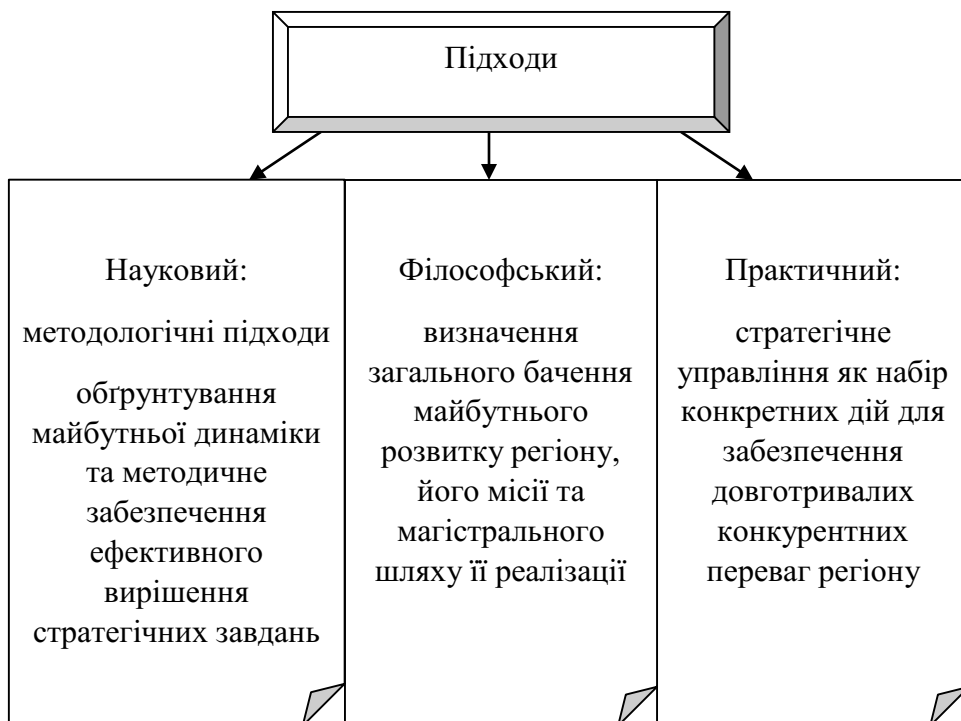 Підходи
Науковий:
методологічні підходи
обґрунтування
майбутньої динаміки
та методичне
забезпечення
ефективного
вирішення
стратегічних завдань
Філософський:
визначення
загального бачення
майбутнього
розвитку регіону,
його місії та
магістрального
шляху її реалізації
Практичний:
стратегічне
управління як набір
конкретних дій для
забезпечення
довготривалих
конкурентних
переваг регіону